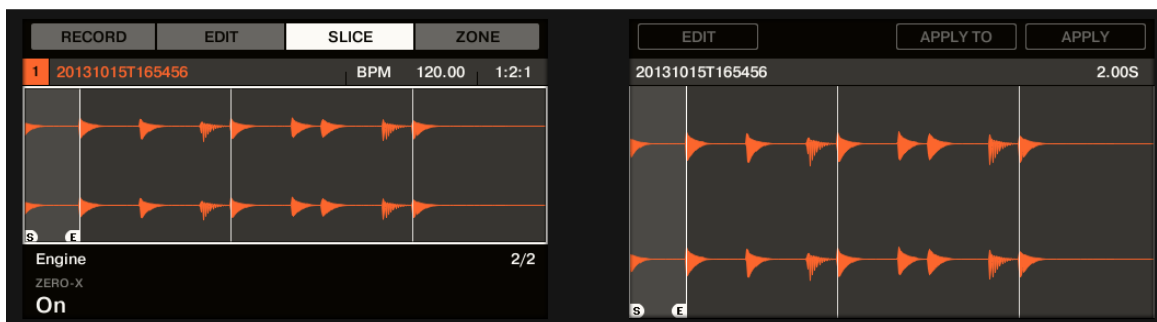 RECORD EDIT SLICE ZONE
1 20131015T165456 BPM 120.00 1:2:1
S E
Engine 2/2
ZERO-X
On
EDIT APPLY TO APPLY
20131015T165456 2.00S
S E